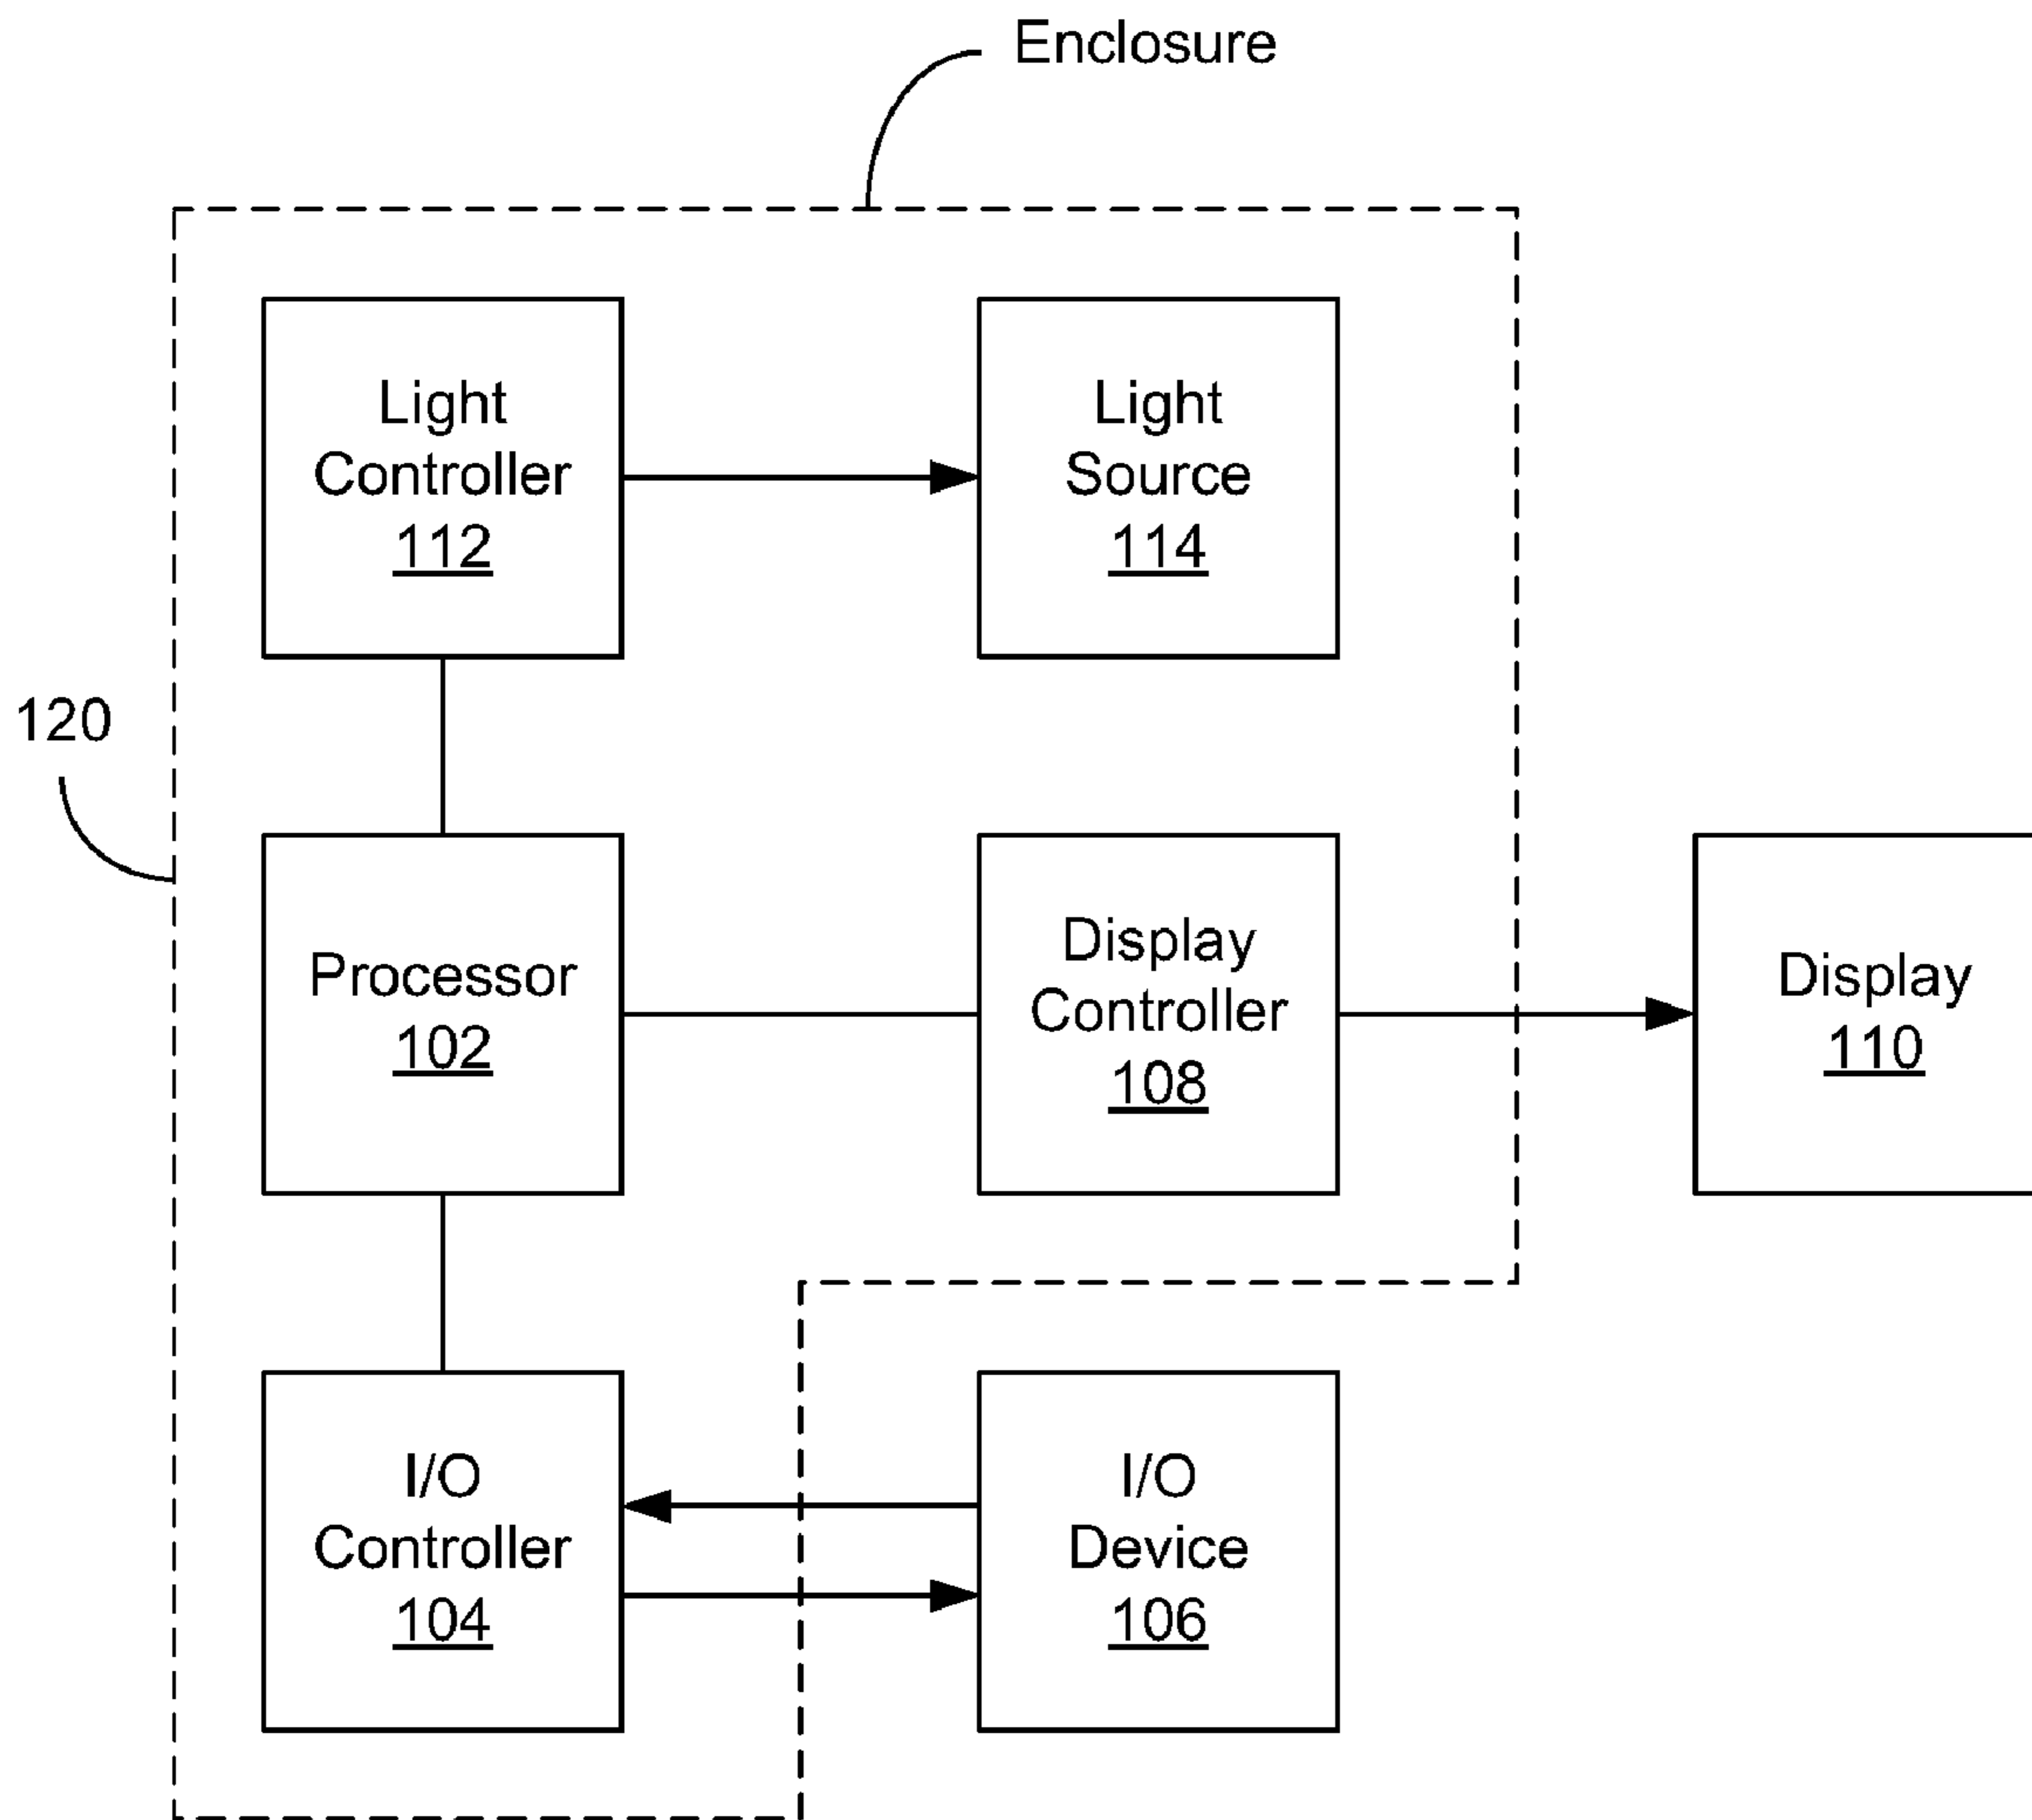 Enclosure
Light
Controller
112
Light
Source
114
120
Processor
102
Display
Controller
108
Display
110
I/O
Controller
104
I/O
Device
106